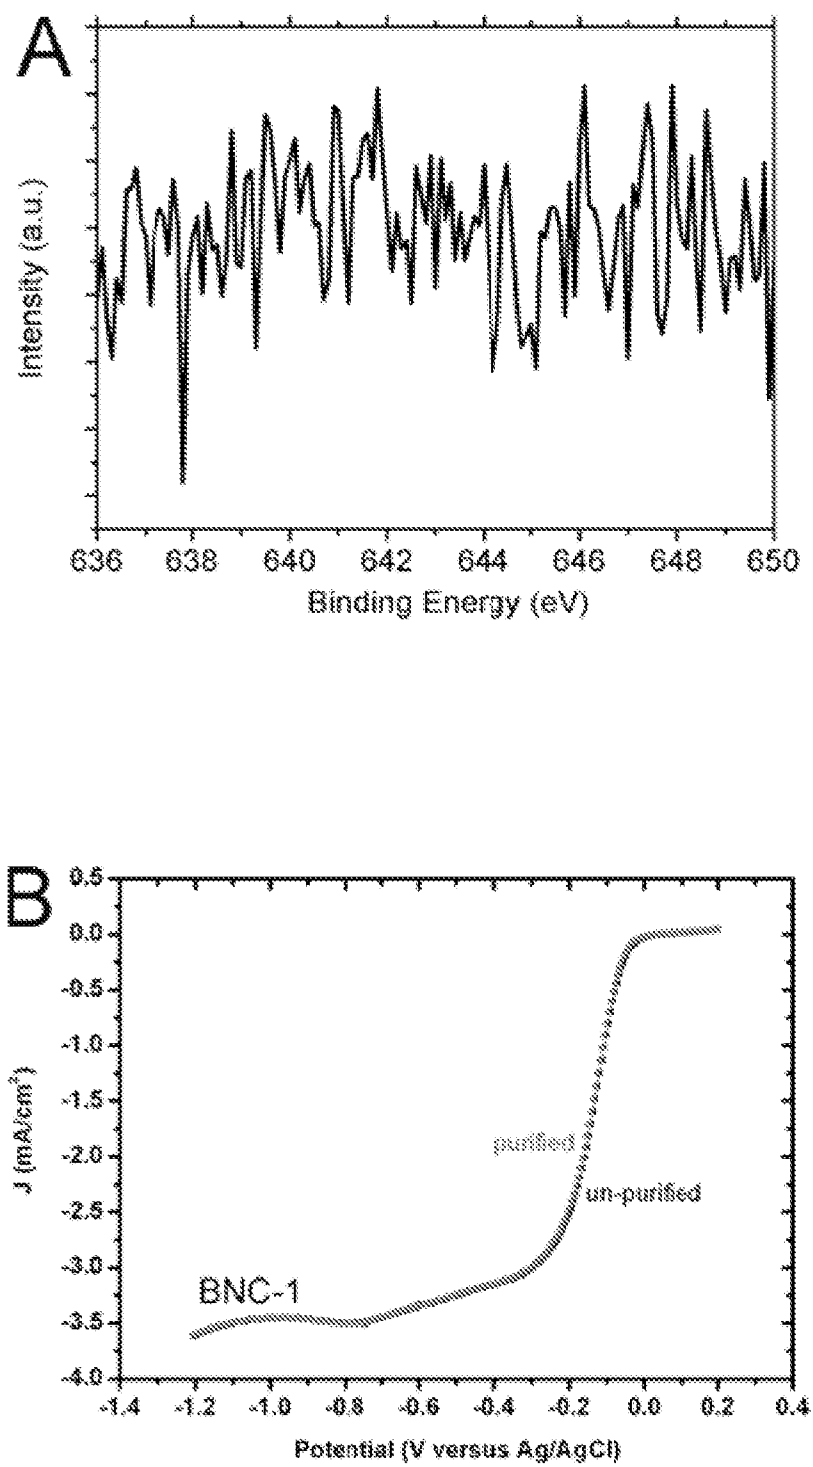 A
Intensity (a.u.)
636 638 640 642 644 646 648 650
Binding Energy (eV)
B
0.5
0.0
-0.5
-1.0
-1.5
-2.0
-2.5
-3.0
-3.5
-4.0
J (mA/cm²)
purified
un-purified
BNC-1
-1.4 -1.2 -1.0 -0.8 -0.6 -0.4 -0.2 0.0 0.2 0.4
Potential (V versus Ag/AgCl)